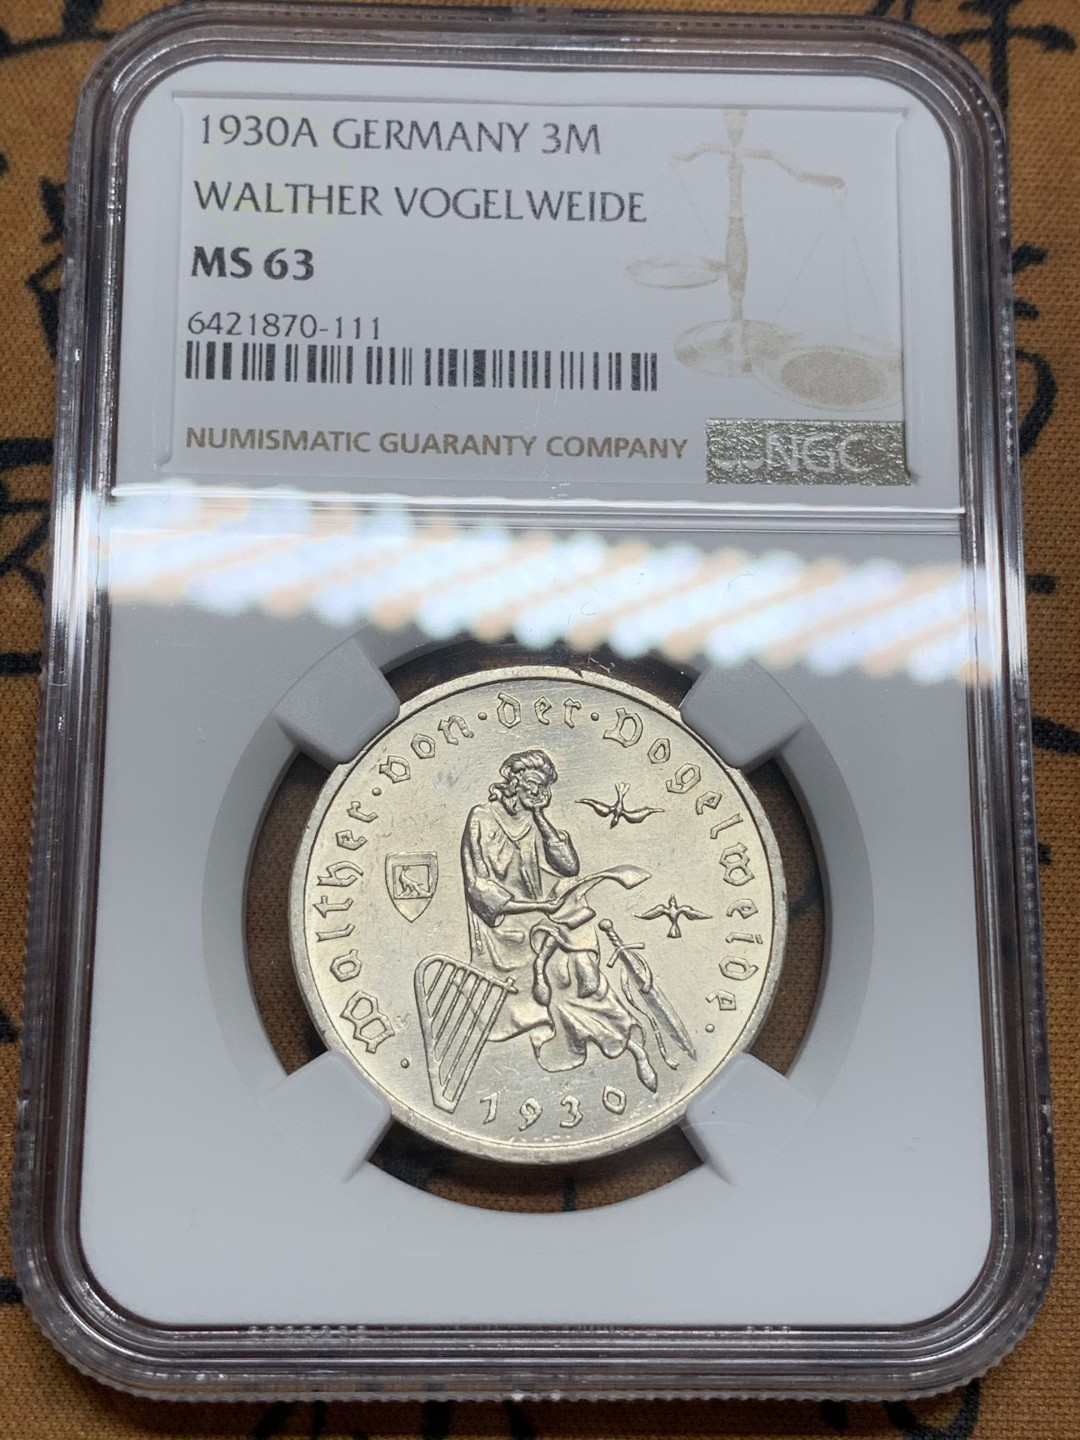 1930A GERMANY 3M
WALTHER VOGELWEIDE
MS 63
6421870-111
NUMISMATIC GUARANTY COMPANY
NGC
Walther · von · der · Vogelweide ·
· 1930